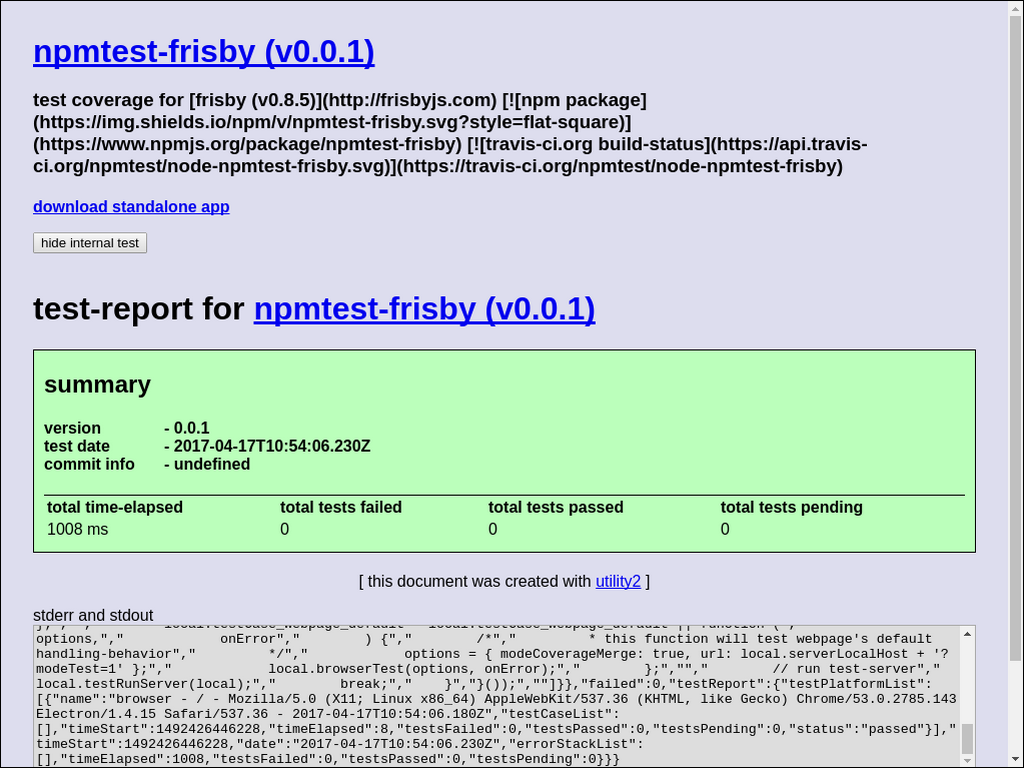 npmtest-frisby (v0.0.1)
test coverage for [frisby (v0.8.5)](http://frisbyjs.com) [![npm package]
(https://img.shields.io/npm/v/npmtest-frisby.svg?style=flat-square)]
(https://www.npmjs.org/package/npmtest-frisby) [![travis-ci.org build-status](https://api.travis-
ci.org/npmtest/node-npmtest-frisby.svg)](https://travis-ci.org/npmtest/node-npmtest-frisby)
download standalone app
hide internal test
test-report for npmtest-frisby (v0.0.1)
summary
version - 0.0.1
test date - 2017-04-17T10:54:06.230Z
commit info - undefined
total time-elapsed total tests failed total tests passed total tests pending
1008 ms 0 0 0
[ this document was created with utility2 ]
stderr and stdout
options,"," onError"," ) {"," /*"," * this function will test webpage's default
handling-behavior"," */"," options = { modeCoverageMerge: true, url: local.serverLocalHost + '?
modeTest=1' };"," local.browserTest(options, onError);"," };",""," // run test-server","
local.testRunServer(local);"," break;"," }","}());",""]}},"failed":0,"testReport":{"testPlatformList":
[{"name":"browser - / - Mozilla/5.0 (X11; Linux x86_64) AppleWebKit/537.36 (KHTML, like Gecko) Chrome/53.0.2785.143
Electron/1.4.15 Safari/537.36 - 2017-04-17T10:54:06.180Z","testCaseList":
[],"timeStart":1492426446228,"timeElapsed":8,"testsFailed":0,"testsPassed":0,"testsPending":0,"status":"passed"}],"
timeStart":1492426446228,"date":"2017-04-17T10:54:06.230Z","errorStackList":
[],"timeElapsed":1008,"testsFailed":0,"testsPassed":0,"testsPending":0}}}